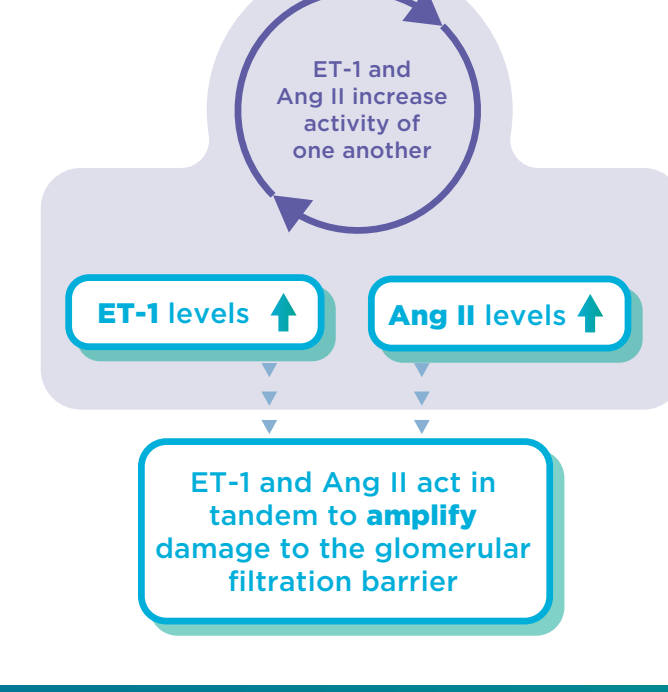 ET-1 and
Ang II increase
activity of
one another
ET-1 levels
Ang II levels
ET-1 and Ang II act in
tandem to amplify
damage to the glomerular
filtration barrier